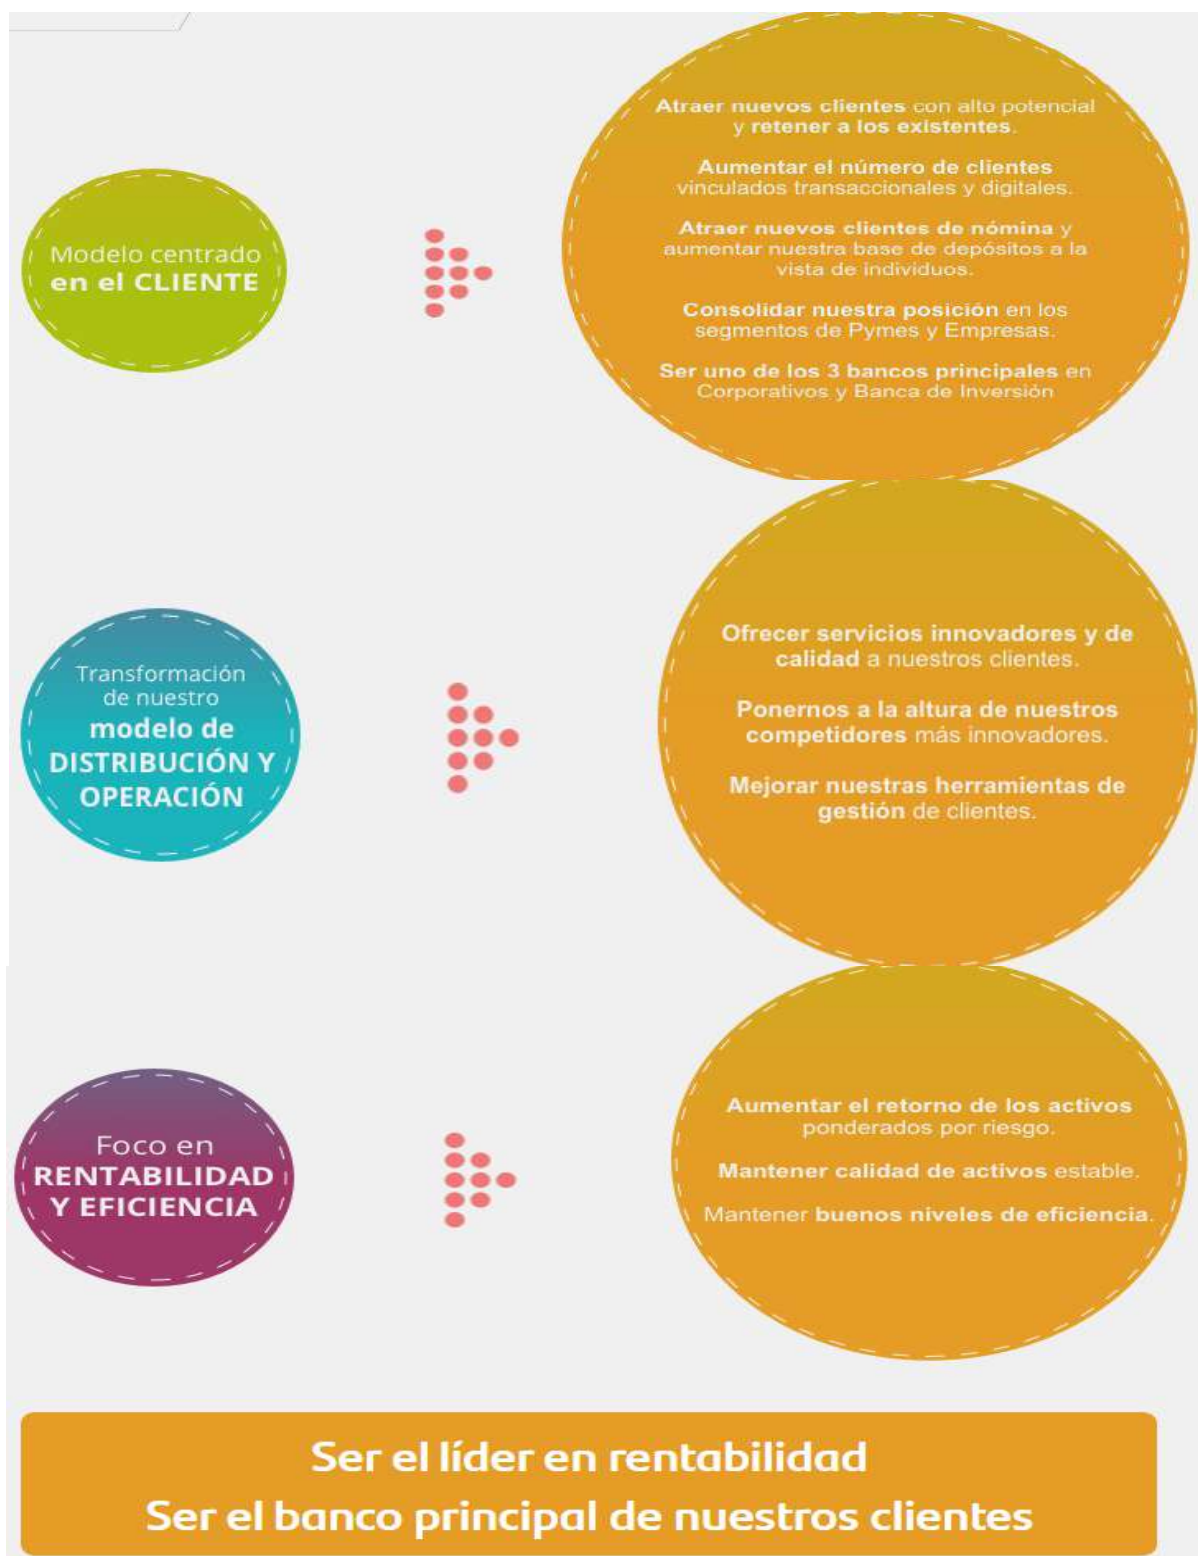 Modelo centrado
en el CLIENTE
Atraer nuevos clientes con alto potencial
y retener a los existentes.
Aumentar el número de clientes
vinculados transaccionales y digitales.
Atraer nuevos clientes de nómina y
aumentar nuestra base de depósitos a la
vista de individuos.
Consolidar nuestra posición en los
segmentos de Pymes y Empresas.
Ser uno de los 3 bancos principales en
Corporativos y Banca de Inversión
Transformación
de nuestro
modelo de
DISTRIBUCIÓN Y
OPERACIÓN
Ofrecer servicios innovadores y de
calidad a nuestros clientes.
Ponernos a la altura de nuestros
competidores más innovadores.
Mejorar nuestras herramientas de
gestión de clientes.
Foco en
RENTABILIDAD
Y EFICIENCIA
Aumentar el retorno de los activos
ponderados por riesgo.
Mantener calidad de activos estable.
Mantener buenos niveles de eficiencia.
Ser el líder en rentabilidad
Ser el banco principal de nuestros clientes